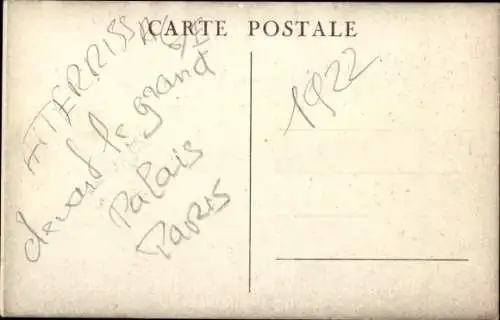 CARTE POSTALE
ATTERRISSAGE
devant le grand
Palais
PARIS
1922